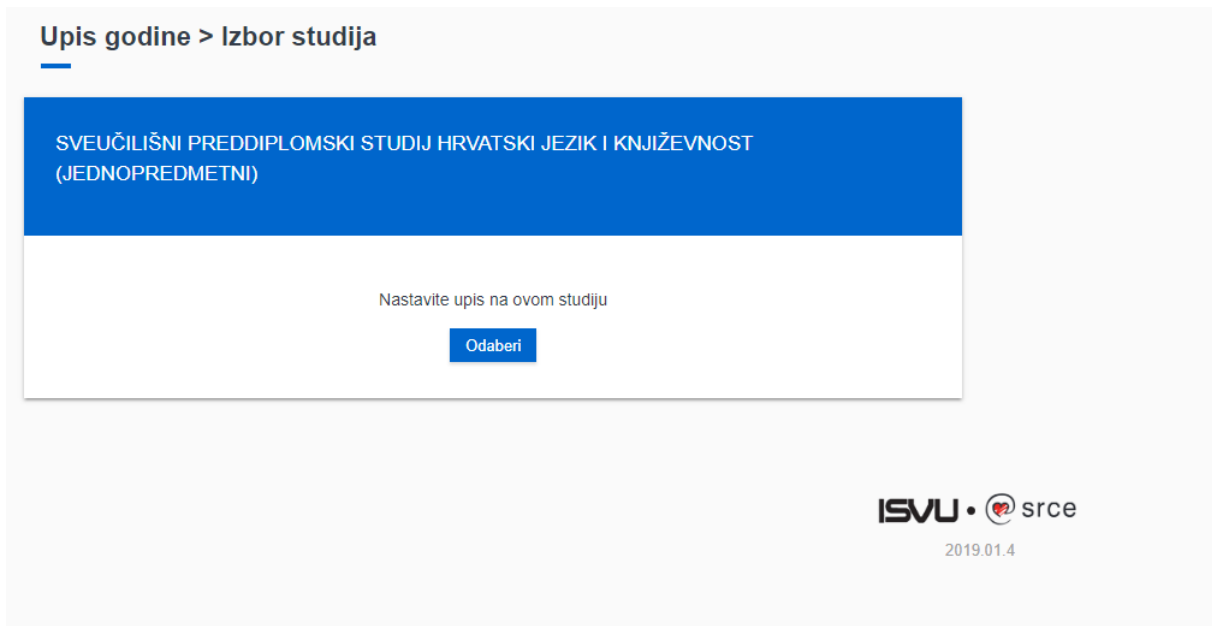 Upis godine > Izbor studija
SVEUČILIŠNI PREDDIPLOMSKI STUDIJ HRVATSKI JEZIK I KNJIŽEVNOST
(JEDNOPREDMETNI)
Nastavite upis na ovom studiju
Odaberi
ISVU • srce
2019.01.4